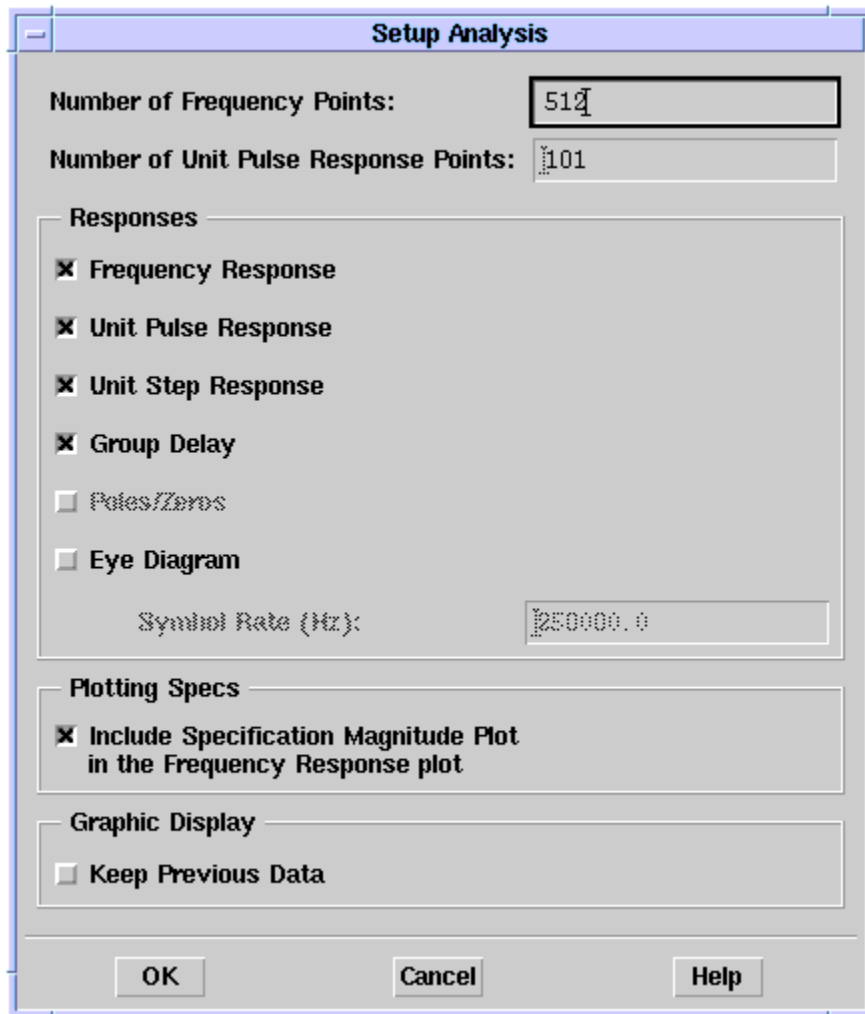 Setup Analysis
Number of Frequency Points: 512
Number of Unit Pulse Response Points: 101
Responses
Frequency Response
Unit Pulse Response
Unit Step Response
Group Delay
Poles/Zeros
Eye Diagram
Symbol Rate (Hz): 250000.0
Plotting Specs
Include Specification Magnitude Plot
in the Frequency Response plot
Graphic Display
Keep Previous Data
OK Cancel Help